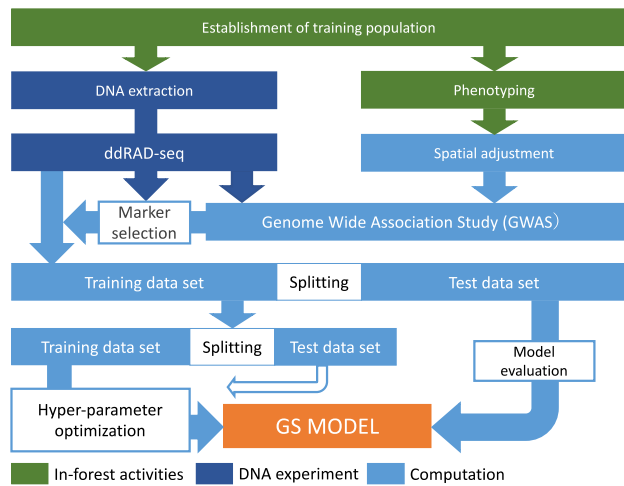 Establishment of training population
DNA extraction
Phenotyping
ddRAD-seq
Spatial adjustment
Marker
selection
Genome Wide Association Study (GWAS）
Training data set
Splitting
Test data set
Training data set
Splitting
Test data set
Model
evaluation
Hyper-parameter
optimization
GS MODEL
In-forest activities
DNA experiment
Computation